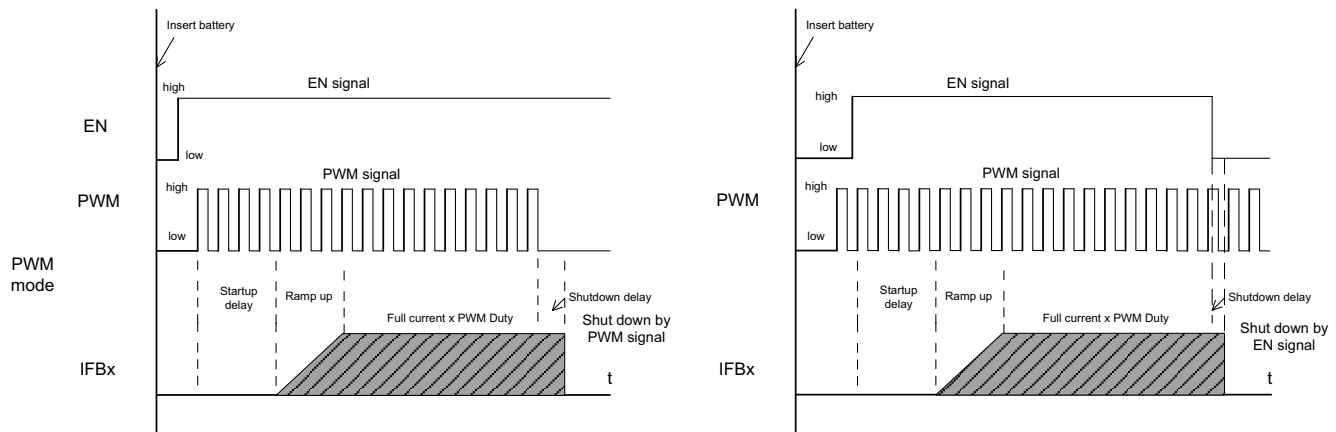 Insert battery
EN signal
high
EN
low
PWM signal
high
PWM
low
PWM
mode
Startup
delay
Ramp up
Shutdown delay
Full current x PWM Duty
Shut down by
PWM signal
IFBx
t
Insert battery
EN signal
high
low
PWM signal
high
PWM
low
Startup
delay
Ramp up
Shutdown delay
Full current x PWM Duty
Shut down by
EN signal
IFBx
t